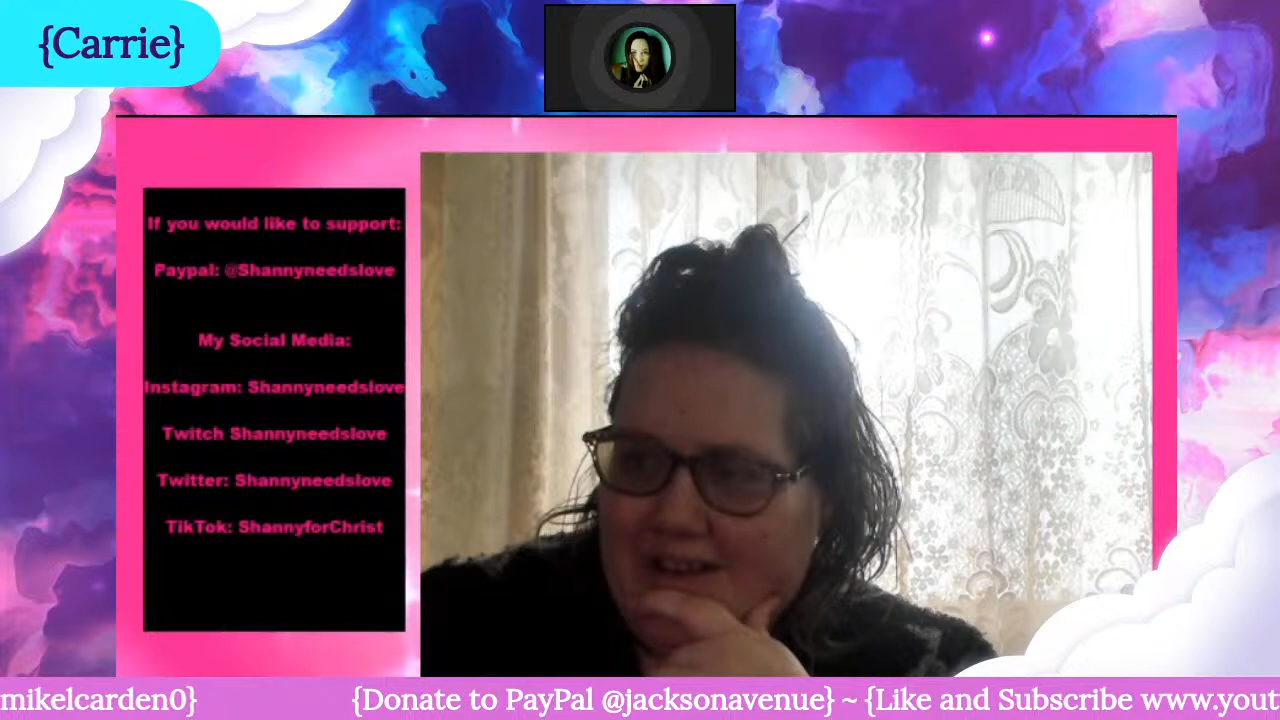 {Carrie}
If you would like to support:
Paypal: @Shannyneedslove
My Social Media:
Instagram: Shannyneedslove
Twitch Shannyneedslove
Twitter: Shannyneedslove
TikTok: ShannyforChrist
mikelcarden0} {Donate to PayPal @jacksonavenue} ~ {Like and Subscribe www.yout